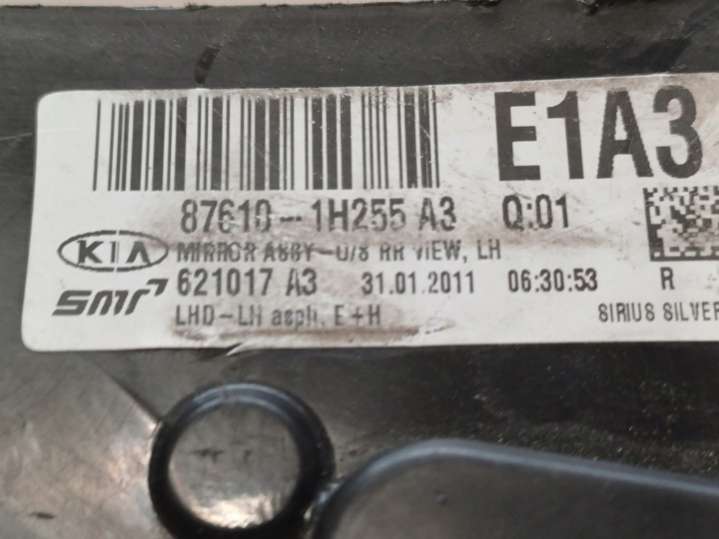 E1A3
87610-1H255 A3 Q:01
KIA MIRROR ASSY-O/S RR VIEW, LH
SMR 621017 A3 31.01.2011 06:30:53 R
LHD-LH asph. E+H SIRIUS SILVER